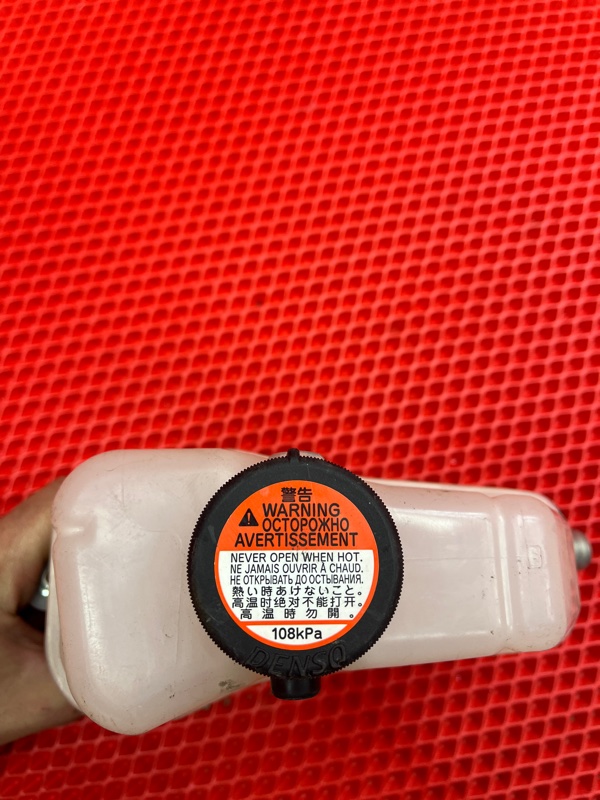 警告
WARNING
ОСТОРОЖНО
AVERTISSEMENT
NEVER OPEN WHEN HOT.
NE JAMAIS OUVRIR À CHAUD.
НЕ ОТКРЫВАТЬ ДО ОСТЫВАНИЯ.
熱い時あけないこと。
高温时绝对不能打开。
高温時勿開。
108kPa
DENSO